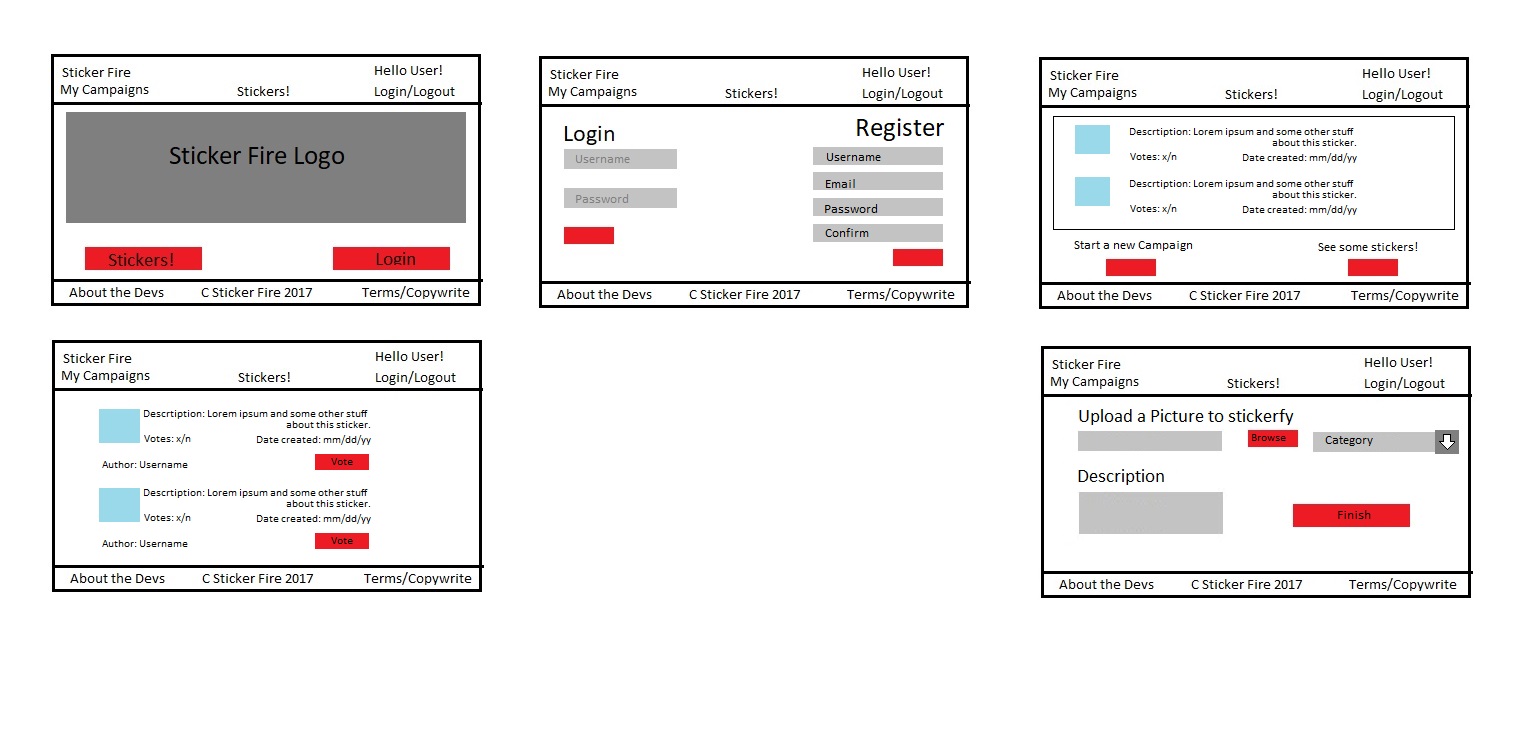 Sticker Fire
Hello User!
My Campaigns
Stickers!
Login/Logout
Sticker Fire Logo
Stickers!
Login
About the Devs
C Sticker Fire 2017
Terms/Copywrite
Sticker Fire
Hello User!
My Campaigns
Stickers!
Login/Logout
Login
Register
Username
Username
Email
Password
Password
Confirm
About the Devs
C Sticker Fire 2017
Terms/Copywrite
Sticker Fire
Hello User!
My Campaigns
Stickers!
Login/Logout
Descrtiption: Lorem ipsum and some other stuff
about this sticker.
Votes: x/n
Date created: mm/dd/yy
Descrtiption: Lorem ipsum and some other stuff
about this sticker.
Votes: x/n
Date created: mm/dd/yy
Start a new Campaign
See some stickers!
About the Devs
C Sticker Fire 2017
Terms/Copywrite
Sticker Fire
Hello User!
My Campaigns
Stickers!
Login/Logout
Descrtiption: Lorem ipsum and some other stuff
about this sticker.
Votes: x/n
Date created: mm/dd/yy
Author: Username
Vote
Descrtiption: Lorem ipsum and some other stuff
about this sticker.
Votes: x/n
Date created: mm/dd/yy
Author: Username
Vote
About the Devs
C Sticker Fire 2017
Terms/Copywrite
Sticker Fire
Hello User!
My Campaigns
Stickers!
Login/Logout
Upload a Picture to stickerfy
Browse
Category
Description
Finish
About the Devs
C Sticker Fire 2017
Terms/Copywrite